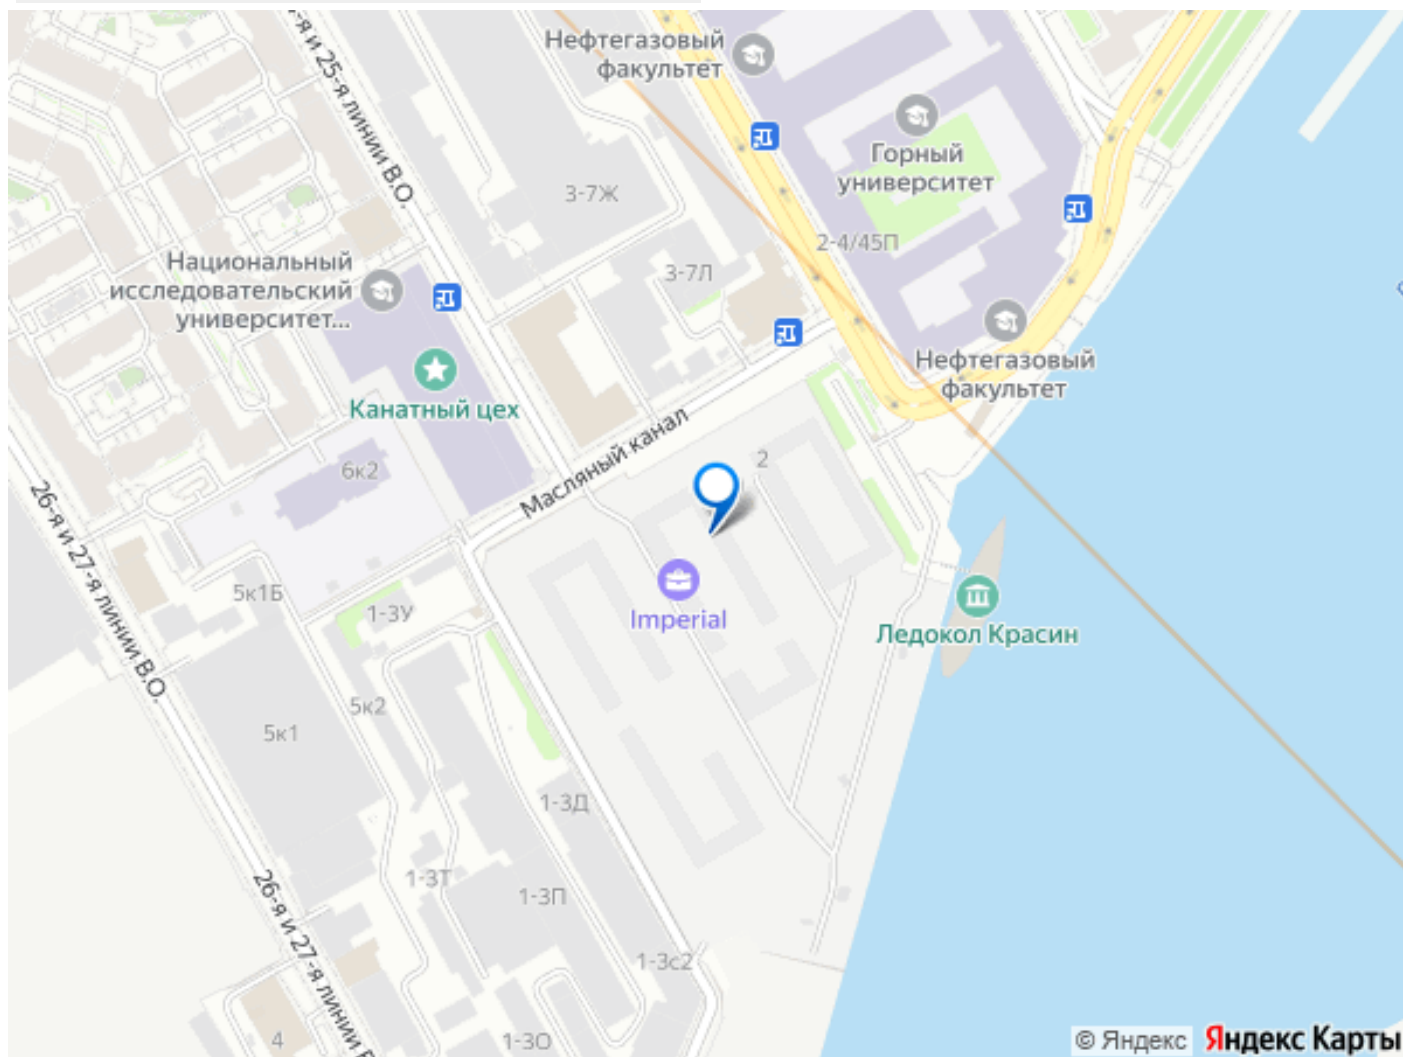 Нефтегазовый
факультет
-я и 25-я линии В.О.
Горный
университет
3-7Ж
2-4/45П
Национальный
исследовательский
университет...
3-7Л
Нефтегазовый
факультет
Канатный цех
Масляный канал
2
6к2
26-я и 27-я линии В.О.
5к1Б
1-3У
Imperial
Ледокол Красин
5к2
5к1
1-3Д
1-3Т
1-3П
26-я и 27-я линии
1-3с2
4
1-3О
© Яндекс Яндекс Карты